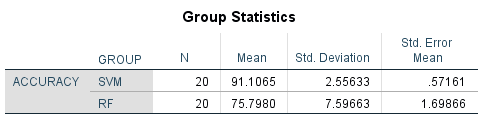 Group Statistics
GROUP N Mean Std. Deviation Std. Error Mean
ACCURACY SVM 20 91.1065 2.55633 .57161
RF 20 75.7980 7.59663 1.69866